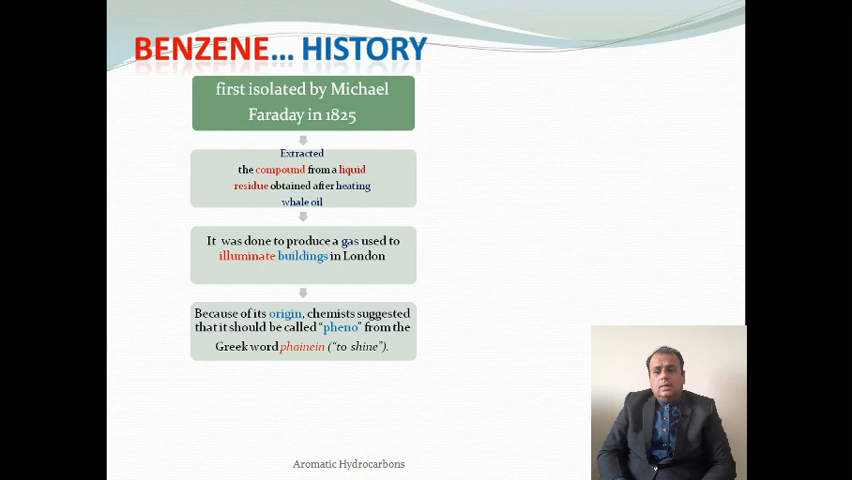 BENZENE... HISTORY
first isolated by Michael
Faraday in 1825
Extracted
the compound from a liquid
residue obtained after heating
whale oil
It was done to produce a gas used to
illuminate buildings in London
Because of its origin, chemists suggested
that it should be called “pheno” from the
Greek word phainein (“to shine”).
Aromatic Hydrocarbons